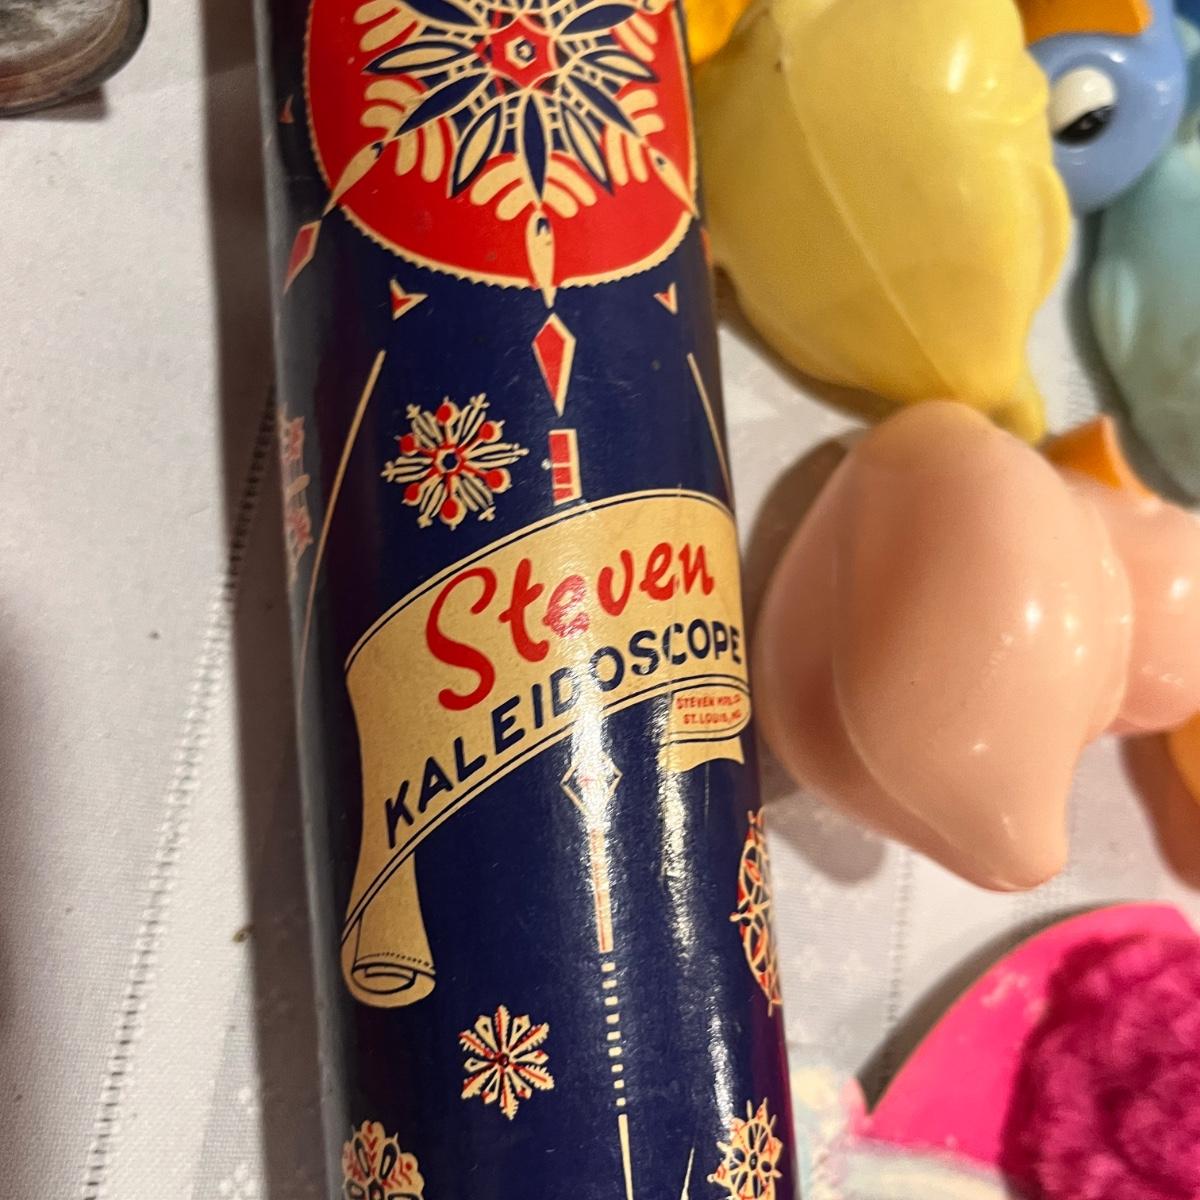 Steven
KALEIDOSCOPE
STEVEN MFG. CO.
ST. LOUIS, MO.